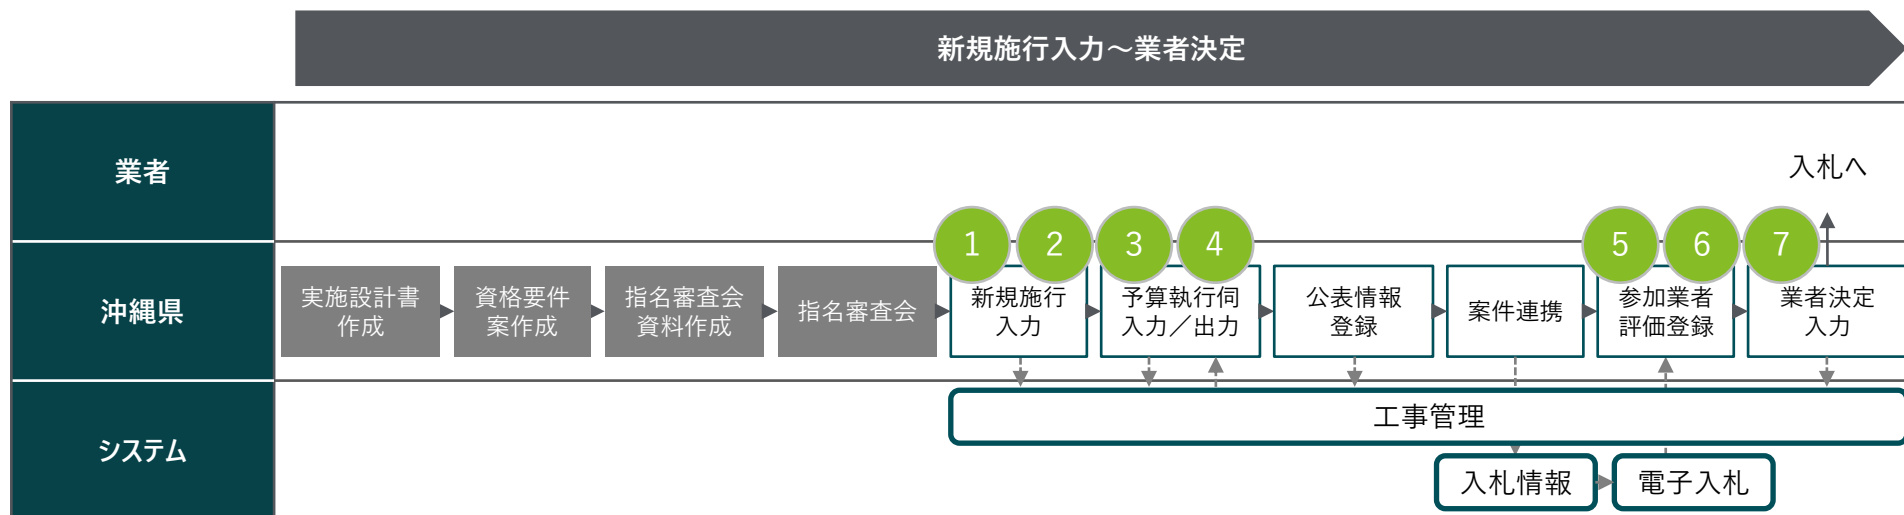 新規施行入力～業者決定
業者
入札へ
1
2
3
4
5
6
7
沖縄県
実施設計書
作成
資格要件
案作成
指名審査会
資料作成
指名審査会
新規施行
入力
予算執行伺
入力／出力
公表情報
登録
案件連携
参加業者
評価登録
業者決定
入力
システム
工事管理
入札情報
電子入札